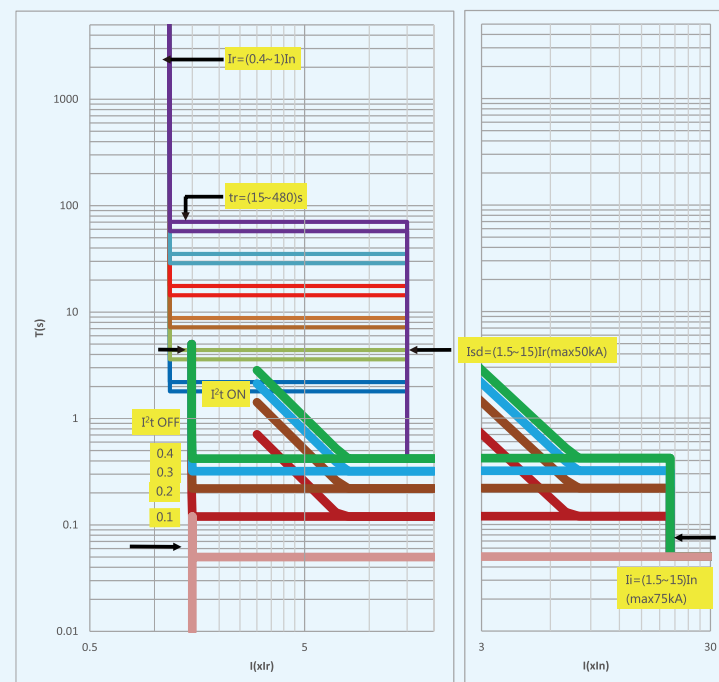 Ir=(0.4~1)In
1000
tr=(15~480)s
100
T(s)
10
Isd=(1.5~15)Ir(max50kA)
I²t ON
1
I²t OFF
0.4
0.3
0.2
0.1
0.1
Ii=(1.5~15)In
(max75kA)
0.01
0.5
5
I(xIr)
3
30
I(xIn)